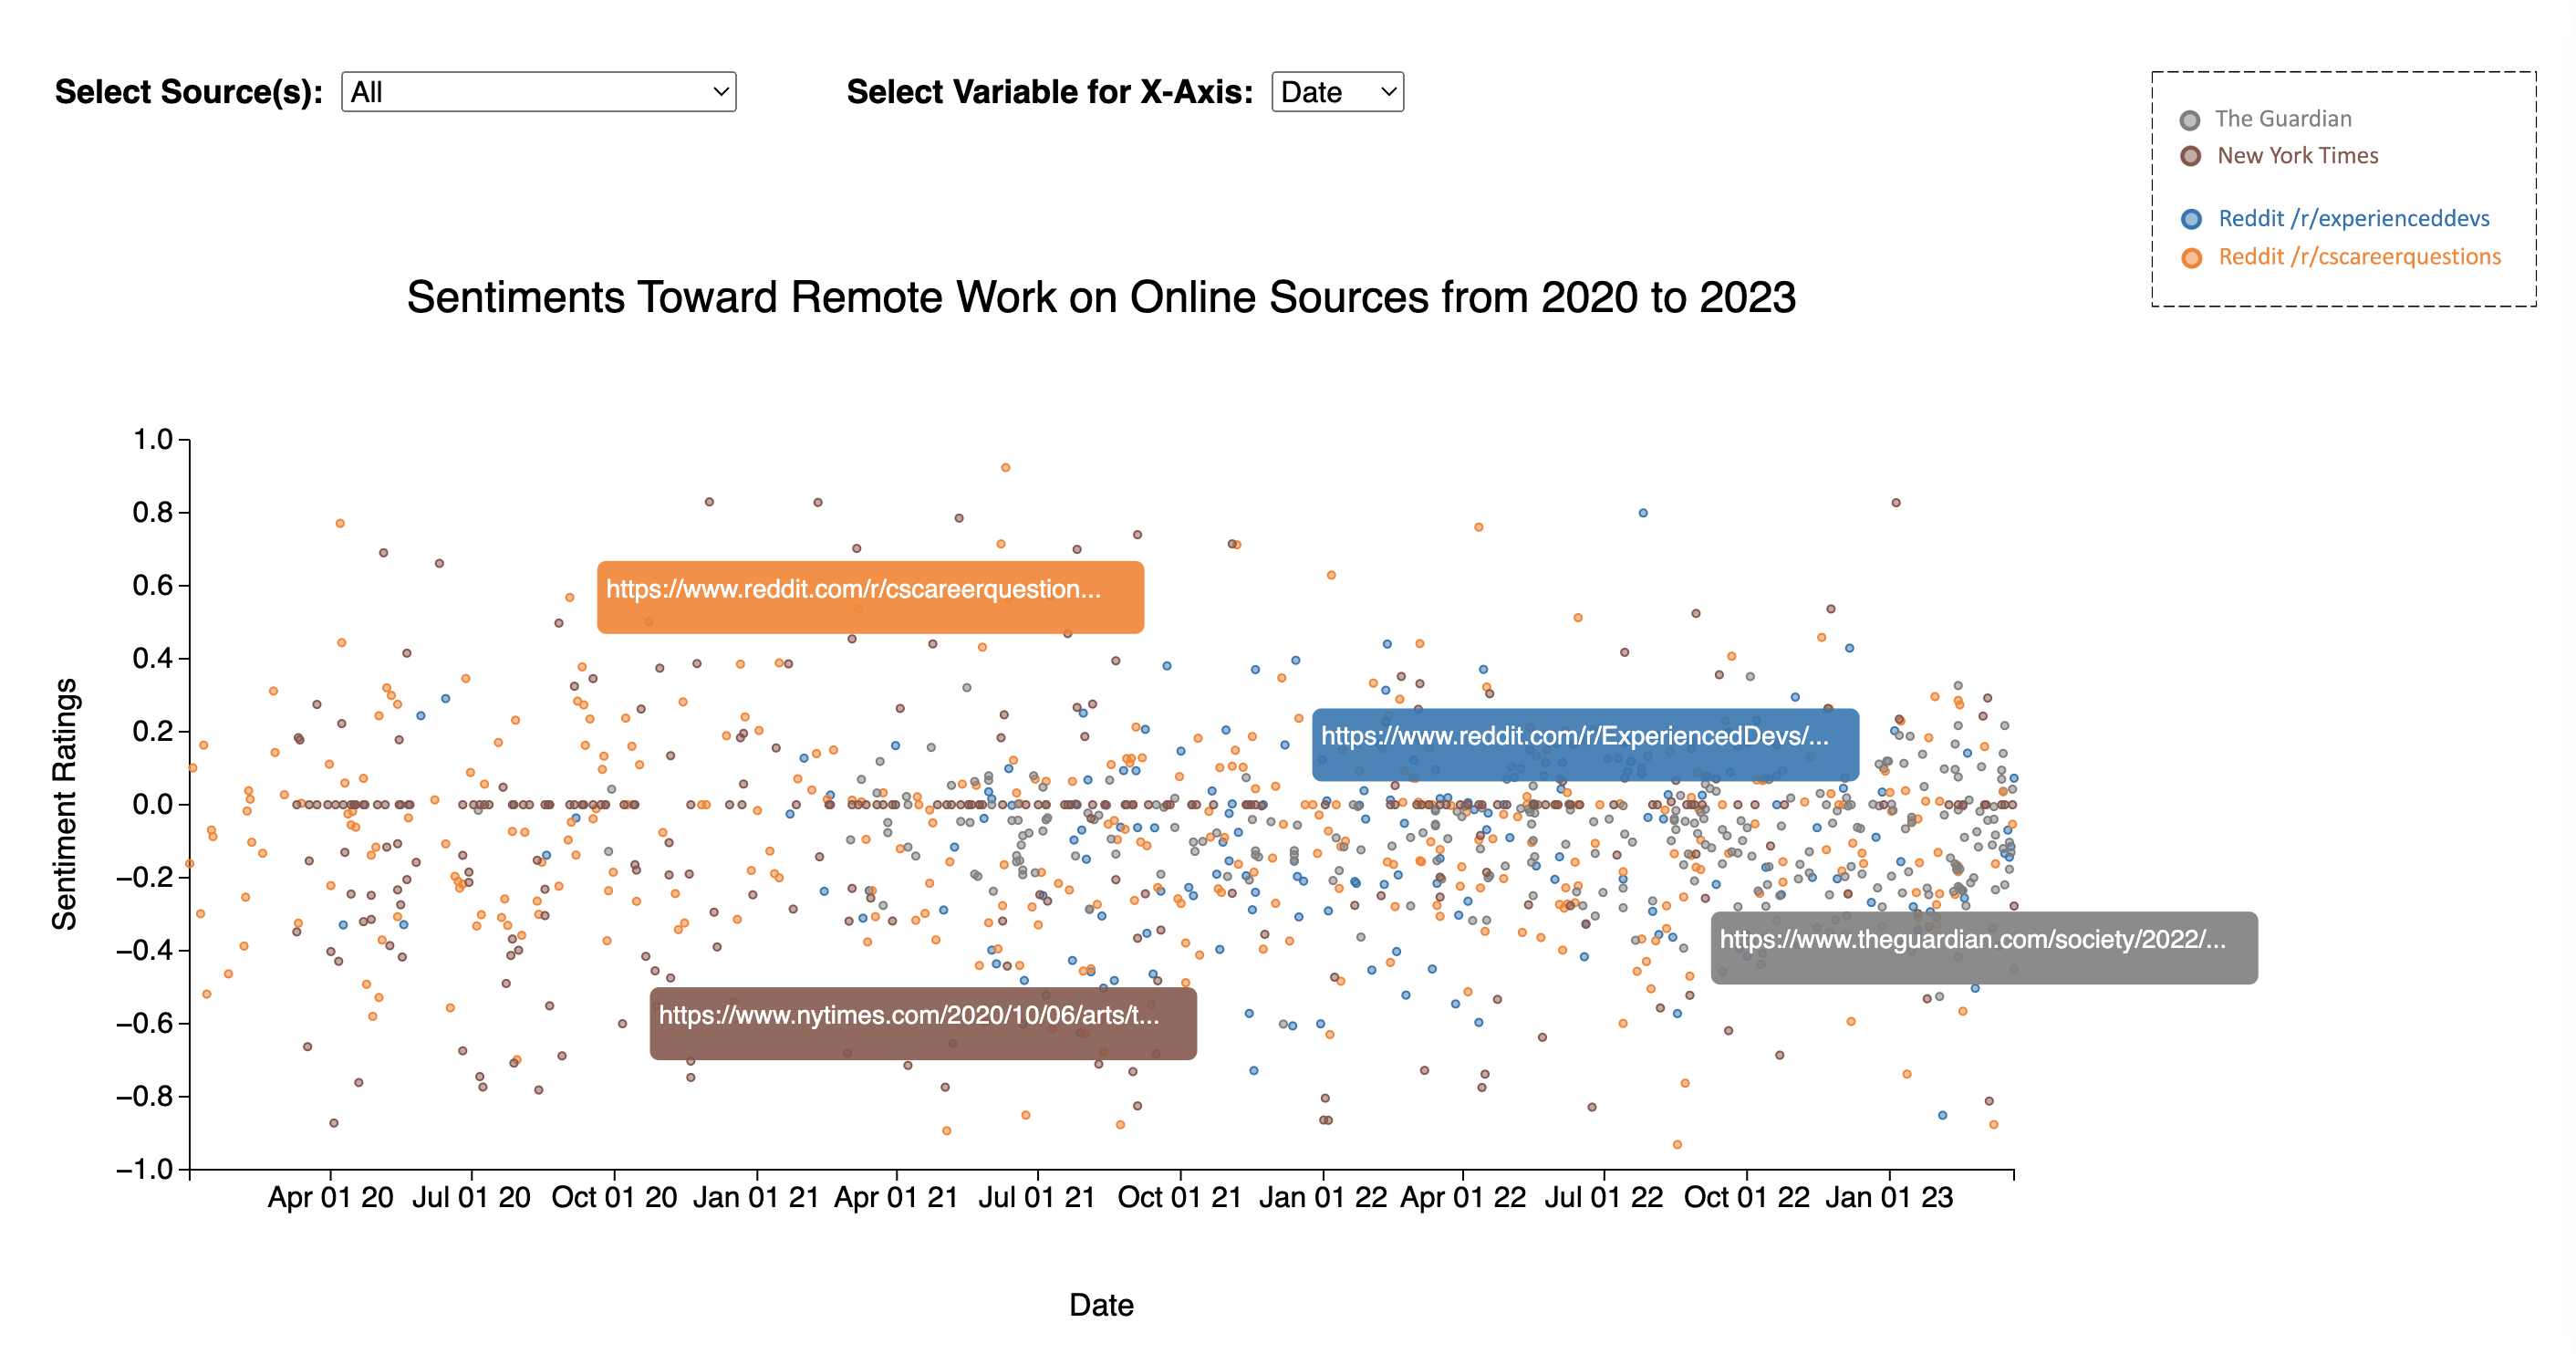 Select Source(s): All Select Variable for X-Axis: Date
The Guardian
New York Times
Reddit /r/experienceddevs
Reddit /r/cscareerquestions
Sentiments Toward Remote Work on Online Sources from 2020 to 2023
Sentiment Ratings
1.0
0.8
0.6
0.4
0.2
0.0
−0.2
−0.4
−0.6
−0.8
−1.0
https://www.reddit.com/r/cscareerquestion...
https://www.reddit.com/r/ExperiencedDevs/...
https://www.theguardian.com/society/2022/...
https://www.nytimes.com/2020/10/06/arts/t...
Apr 01 20 Jul 01 20 Oct 01 20 Jan 01 21 Apr 01 21 Jul 01 21 Oct 01 21 Jan 01 22 Apr 01 22 Jul 01 22 Oct 01 22 Jan 01 23
Date